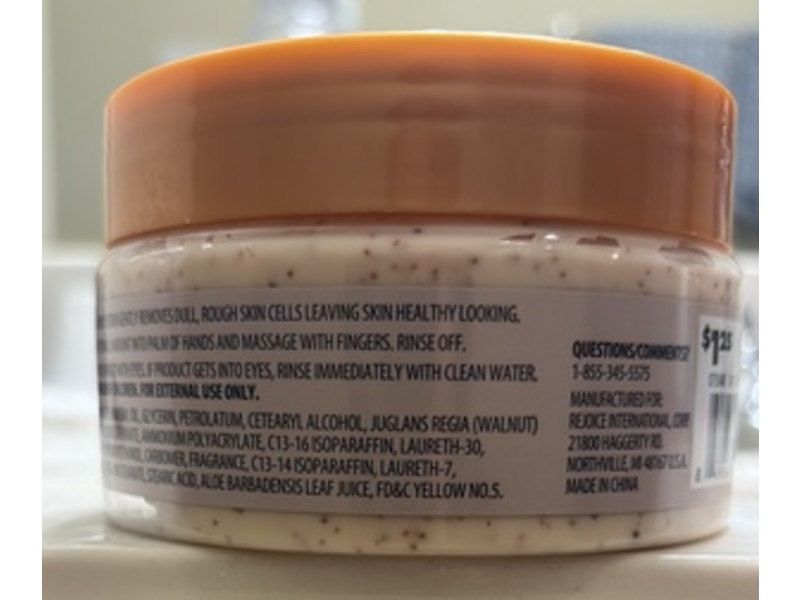 GENTLY REMOVES DULL, ROUGH SKIN CELLS LEAVING SKIN HEALTHY LOOKING.
INTO PALM OF HANDS AND MASSAGE WITH FINGERS. RINSE OFF.
WITH EYES. IF PRODUCT GETS INTO EYES, RINSE IMMEDIATELY WITH CLEAN WATER.
FOR EXTERNAL USE ONLY.
GLYCERIN, PETROLATUM, CETEARYL ALCOHOL, JUGLANS REGIA (WALNUT)
AMMONIUM POLYACRYLATE, C13-16 ISOPARAFFIN, LAURETH-30,
CARBOMER, FRAGRANCE, C13-14 ISOPARAFFIN, LAURETH-7,
STEARIC ACID, ALOE BARBADENSIS LEAF JUICE, FD&C YELLOW NO.5.
QUESTIONS/COMMENTS?
1-855-345-5575
MANUFACTURED FOR:
REJOICE INTERNATIONAL, CORP.
21800 HAGGERTY RD.
NORTHVILLE, MI 48167 U.S.A.
MADE IN CHINA
$1.25